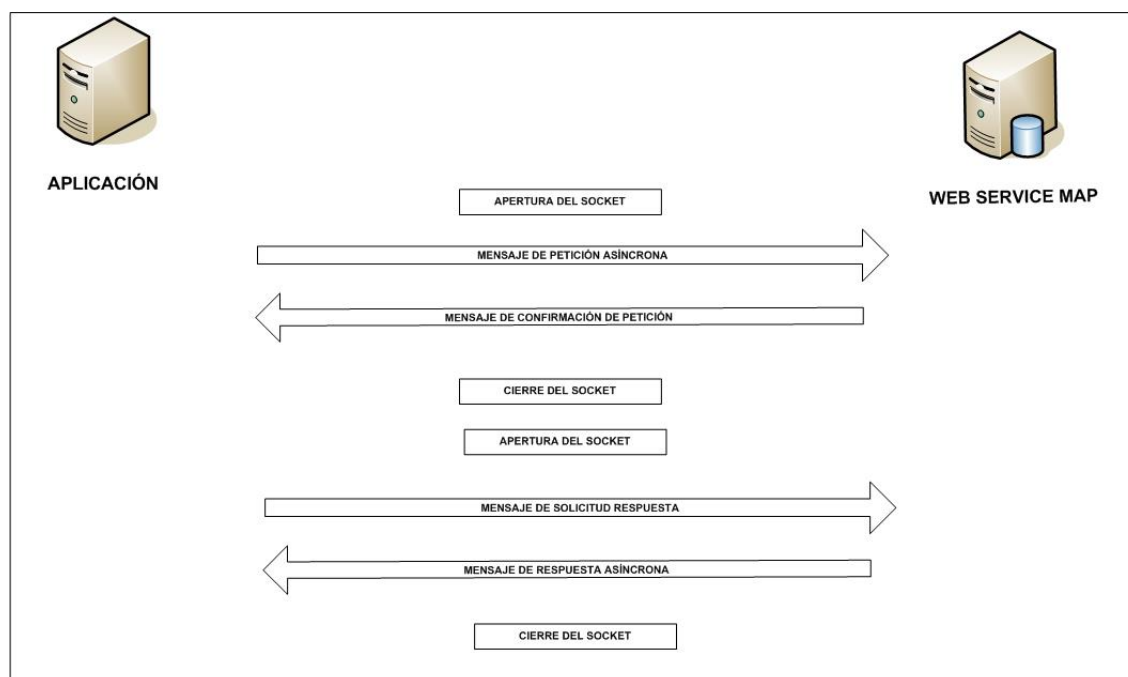 APLICACIÓN
WEB SERVICE MAP
APERTURA DEL SOCKET
MENSAJE DE PETICIÓN ASÍNCRONA
MENSAJE DE CONFIRMACIÓN DE PETICIÓN
CIERRE DEL SOCKET
APERTURA DEL SOCKET
MENSAJE DE SOLICITUD RESPUESTA
MENSAJE DE RESPUESTA ASÍNCRONA
CIERRE DEL SOCKET